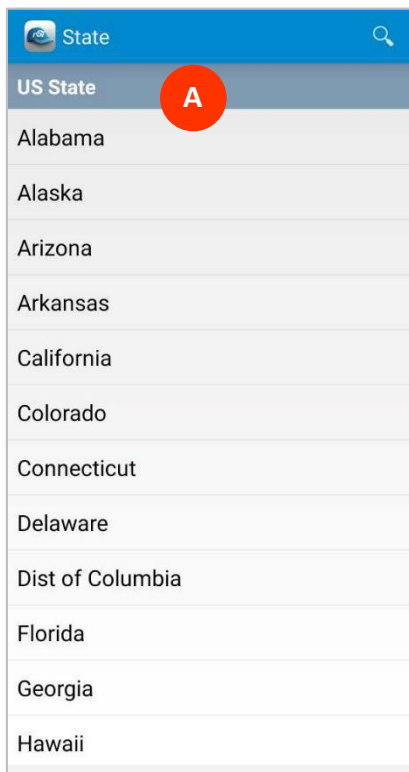 State
US State
A
Alabama
Alaska
Arizona
Arkansas
California
Colorado
Connecticut
Delaware
Dist of Columbia
Florida
Georgia
Hawaii